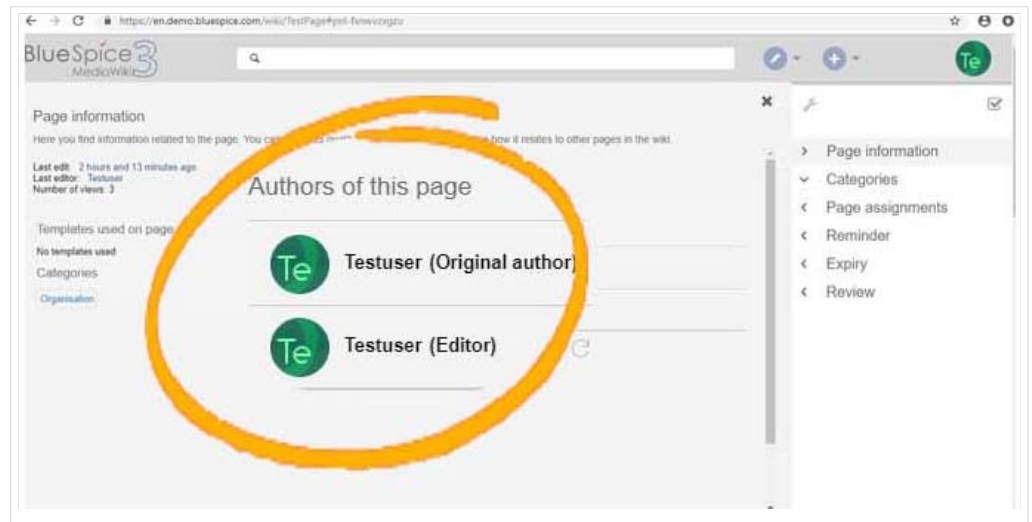 https://en.demo.bluespice.com/wiki/TestPage
BlueSpice 3
MediaWiki
Te
Page information
Here you find information related to the page. You can
how it relates to other pages in the wiki.
Last edit: 2 hours and 13 minutes ago
Last editor: Testuser
Number of views: 3
Templates used on page
No templates used
Categories
Organisation
Authors of this page
Te
Testuser (Original author)
Te
Testuser (Editor)
Page information
Categories
Page assignments
Reminder
Expiry
Review